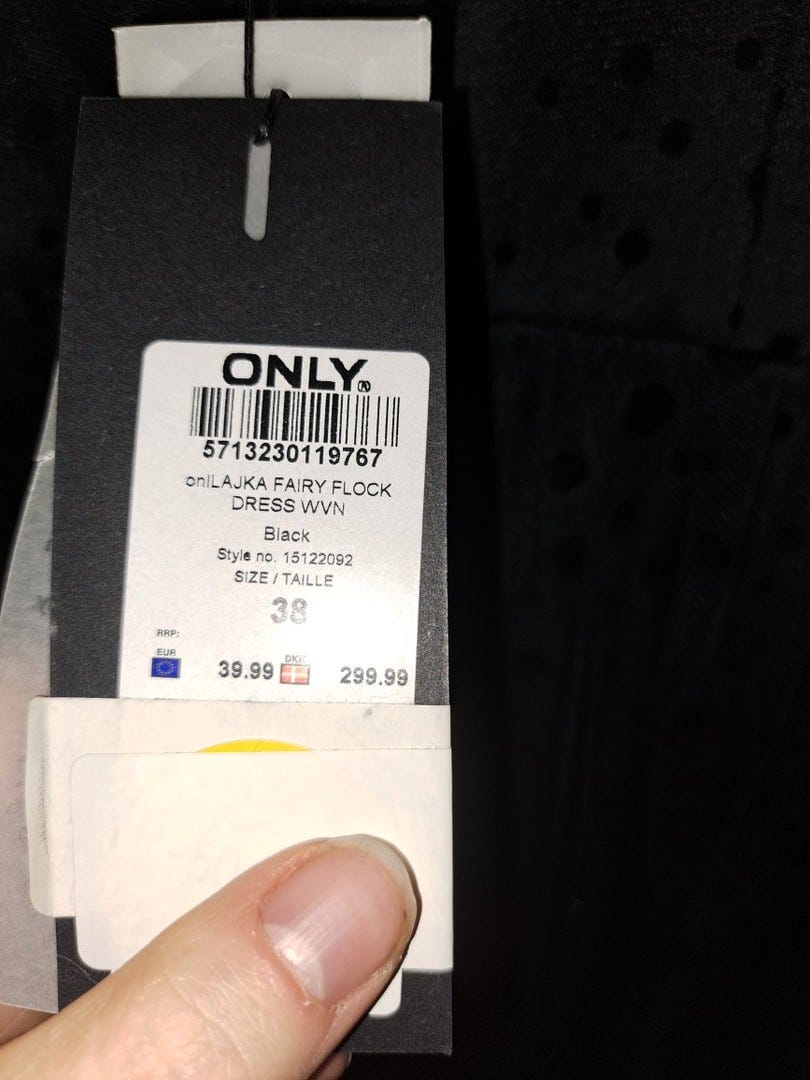 ONLY®
5713230119767
onlLAJKA FAIRY FLOCK
DRESS WVN
Black
Style no. 15122092
SIZE / TAILLE
38
RRP:
EUR 39.99 DKK 299.99